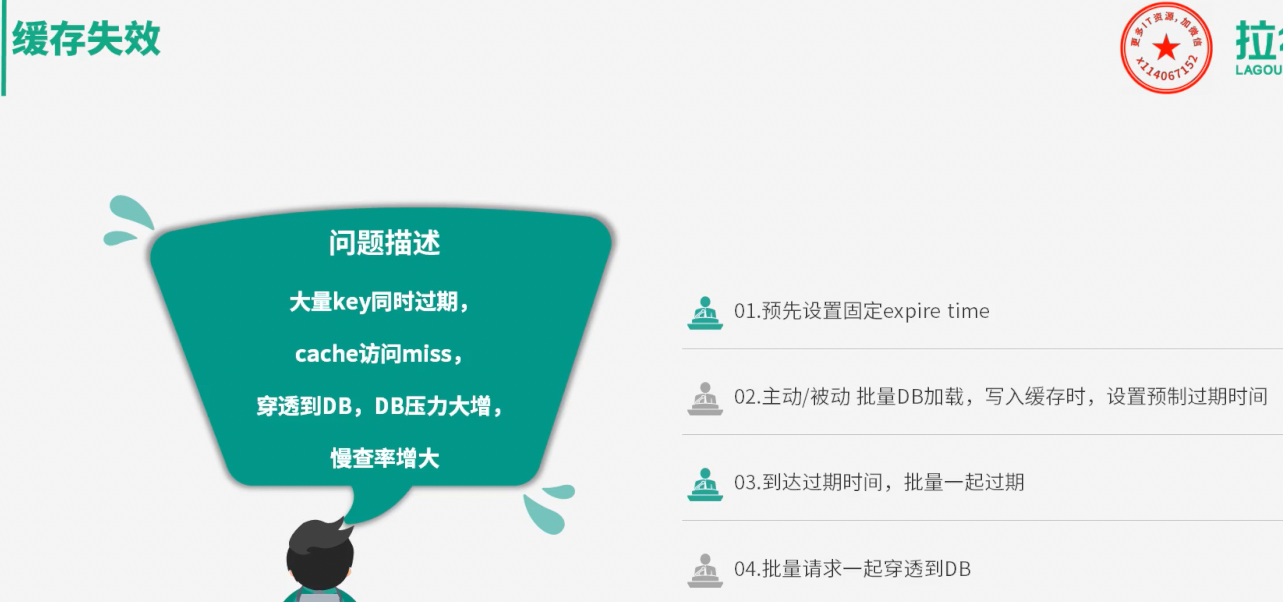 缓存失效
更多IT资源,加微信
x114067152
拉
LAGOU
问题描述
大量key同时过期，
cache访问miss，
穿透到DB，DB压力大增，
慢查率增大
01.预先设置固定expire time
02.主动/被动 批量DB加载，写入缓存时，设置预制过期时间
03.到达过期时间，批量一起过期
04.批量请求一起穿透到DB